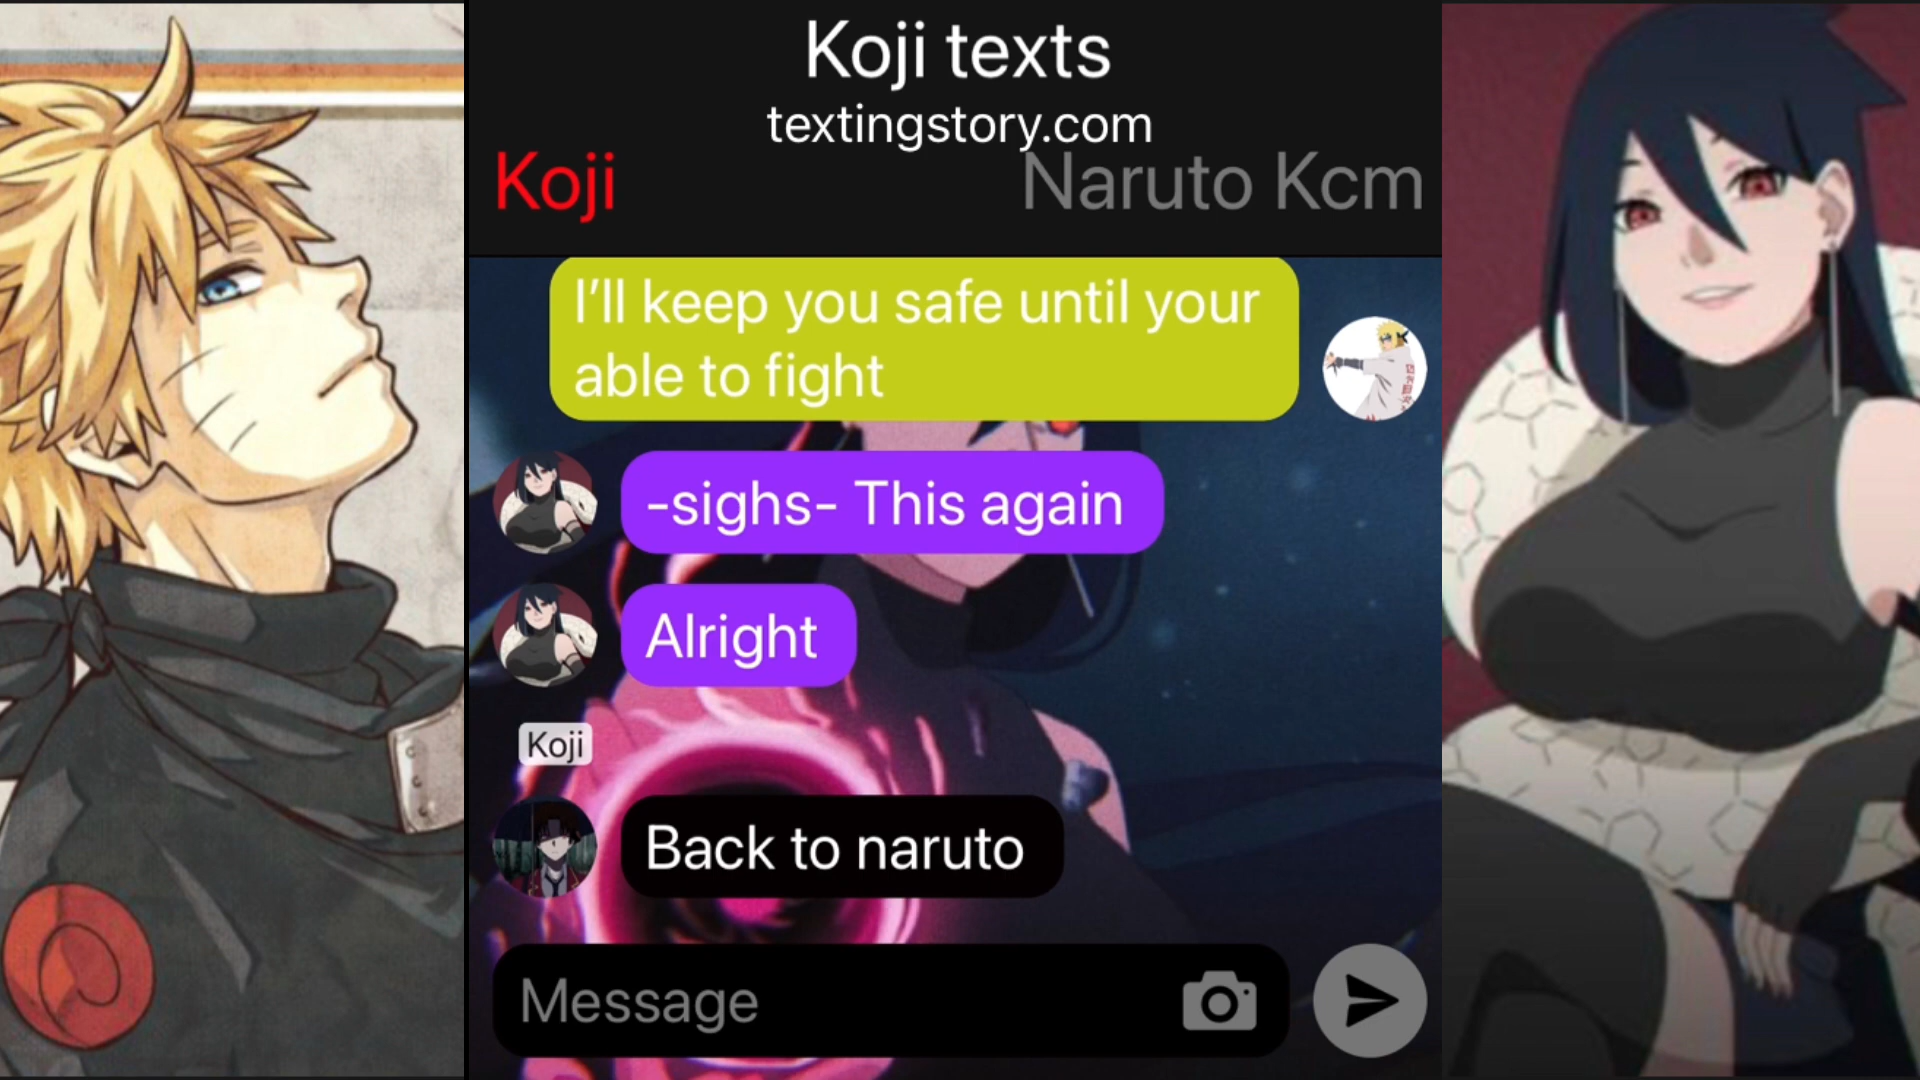 Koji texts
textingstory.com
Koji
Naruto Kcm
I'll keep you safe until your
able to fight
-sighs- This again
Alright
Koji
Back to naruto
Message